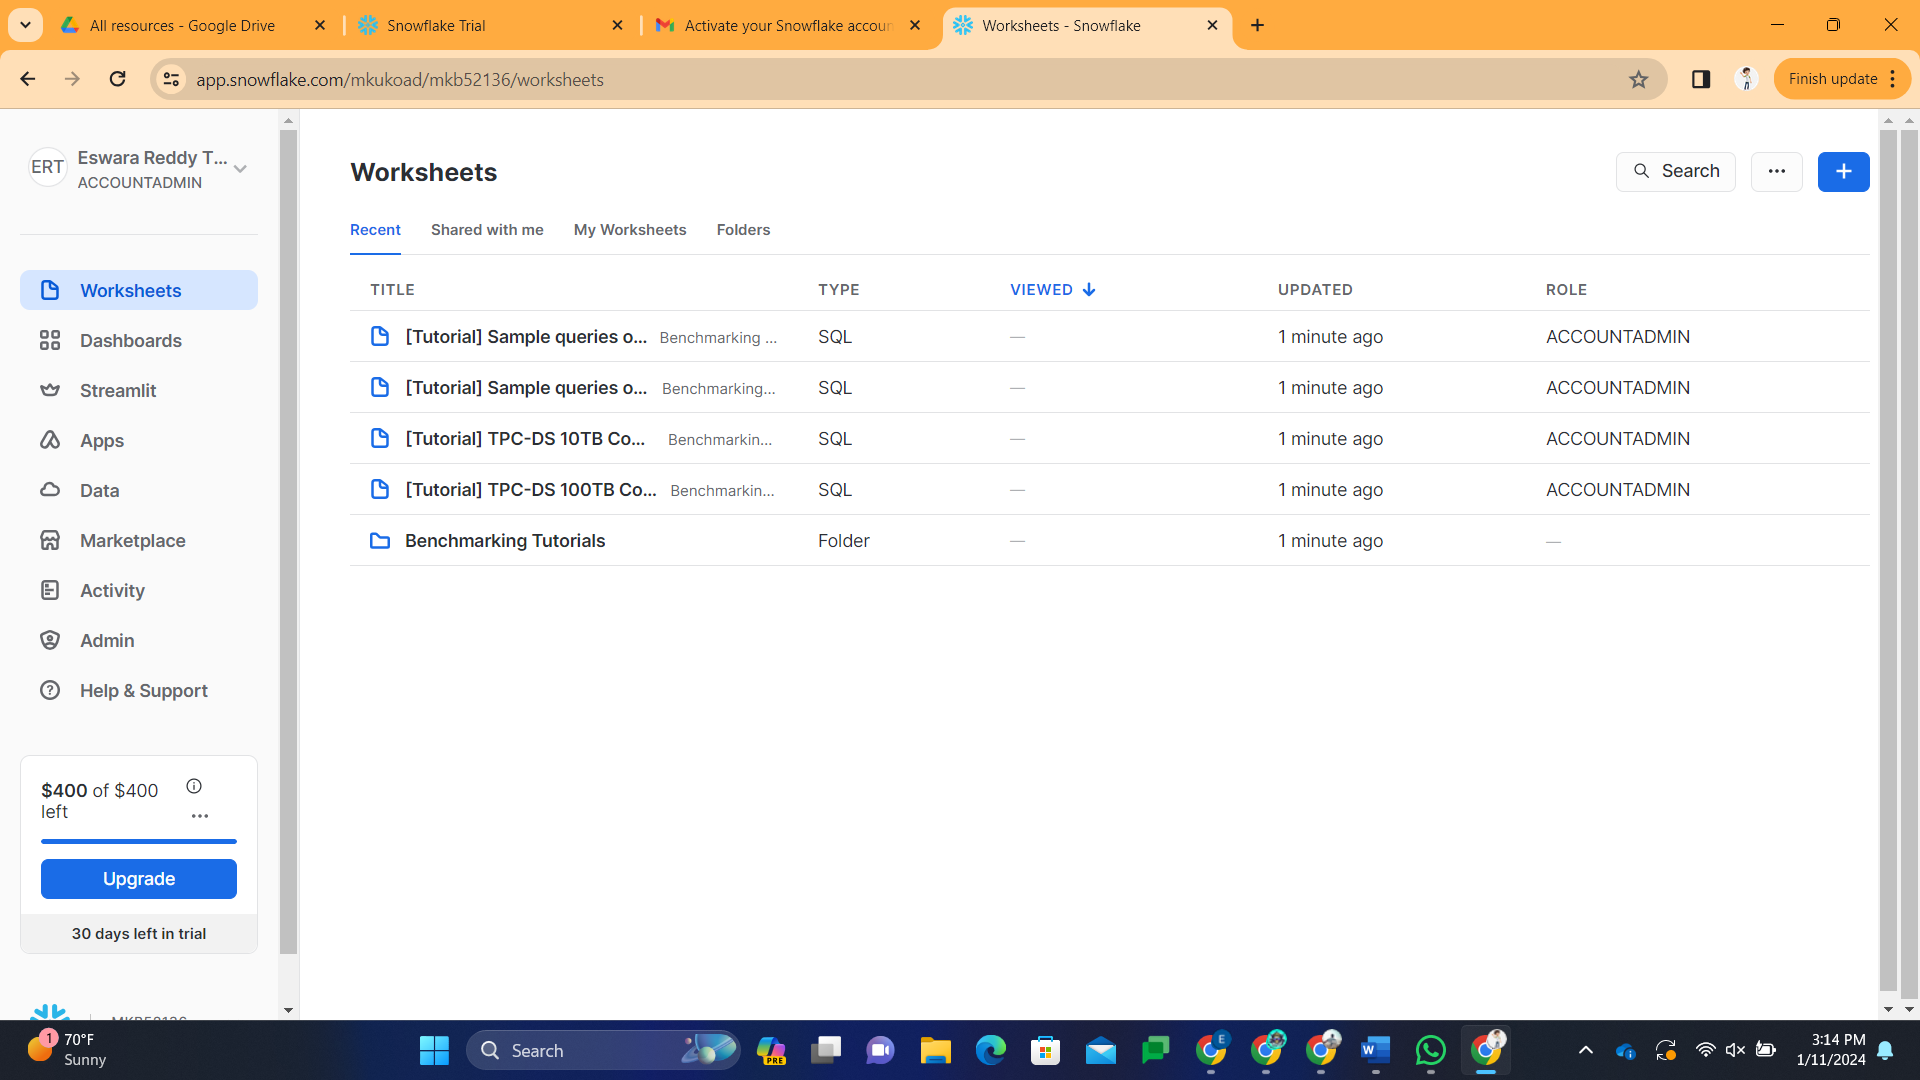 All resources - Google Drive
Snowflake Trial
Activate your Snowflake accoun
Worksheets - Snowflake
app.snowflake.com/mkukoad/mkb52136/worksheets
Finish update
ERT
Eswara Reddy T...
ACCOUNTADMIN
Worksheets
Dashboards
Streamlit
Apps
Data
Marketplace
Activity
Admin
Help & Support
$400 of $400
left
Upgrade
30 days left in trial
MKB52136
Worksheets
Search
Recent Shared with me My Worksheets Folders
TITLE TYPE VIEWED UPDATED ROLE
[Tutorial] Sample queries o... Benchmarking ... SQL — 1 minute ago ACCOUNTADMIN
[Tutorial] Sample queries o... Benchmarking... SQL — 1 minute ago ACCOUNTADMIN
[Tutorial] TPC-DS 10TB Co... Benchmarkin... SQL — 1 minute ago ACCOUNTADMIN
[Tutorial] TPC-DS 100TB Co... Benchmarkin... SQL — 1 minute ago ACCOUNTADMIN
Benchmarking Tutorials Folder — 1 minute ago —
1
70°F
Sunny
Search
PRE
E
W
3:14 PM
1/11/2024